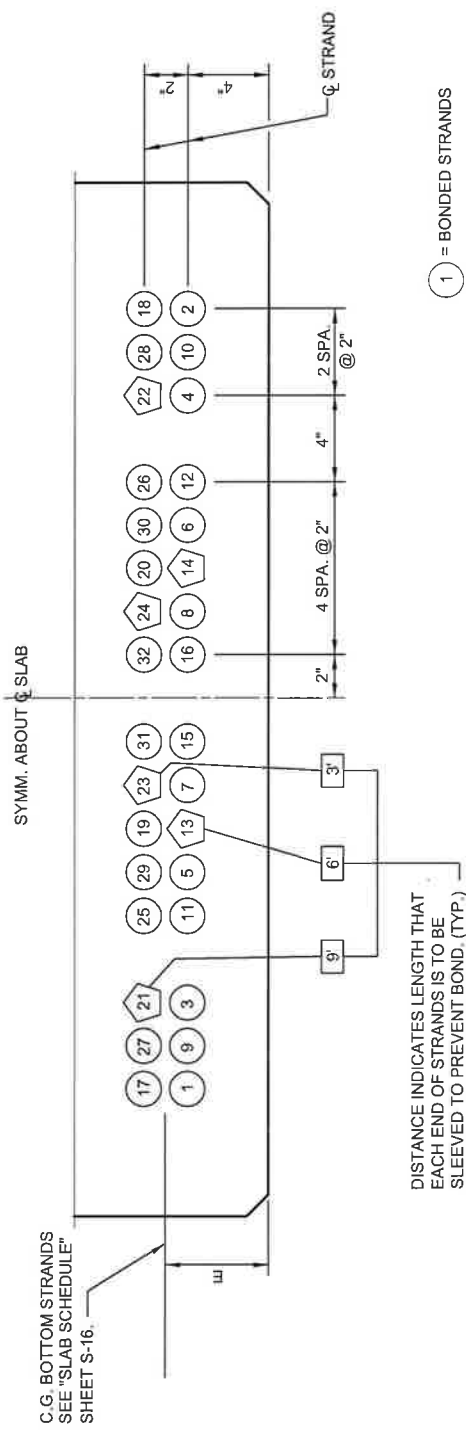 SYMM. ABOUT ℄ SLAB
C.G. BOTTOM STRANDS
SEE "SLAB SCHEDULE"
SHEET S-16.
17 27 21 25 29 19 23 31 32 24 20 30 26 22 28 18
1 9 3 11 5 13 7 15 16 8 14 6 12 4 10 2
2"
4"
E
℄ STRAND
9' 6' 3'
2" 4 SPA. @ 2" 4" 2 SPA.
@ 2"
DISTANCE INDICATES LENGTH THAT
EACH END OF STRANDS IS TO BE
SLEEVED TO PREVENT BOND. (TYP.)
1 = BONDED STRANDS